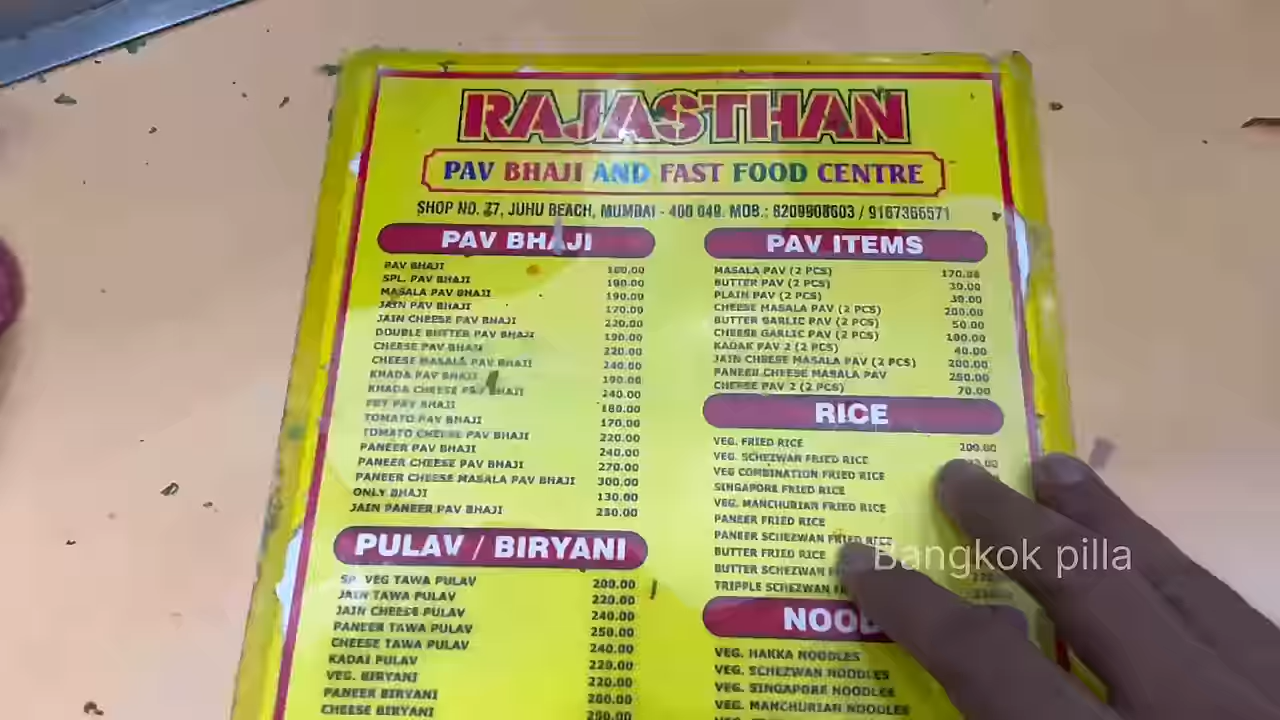 RAJASTHAN
PAV BHAJI AND FAST FOOD CENTRE
SHOP NO. 37, JUHU BEACH, MUMBAI - 400 049. MOB.: 8209908603 / 9167366571
PAV BHAJI
PAV BHAJI 160.00
SPL. PAV BHAJI 180.00
MASALA PAV BHAJI 190.00
JAIN PAV BHAJI 170.00
JAIN CHEESE PAV BHAJI 220.00
DOUBLE BUTTER PAV BHAJI 190.00
CHEESE PAV BHAJI 220.00
CHEESE MASALA PAV BHAJI 240.00
KHADA PAV BHAJI 190.00
KHADA CHEESE PAV BHAJI 240.00
FRY PAV BHAJI 180.00
TOMATO PAV BHAJI 170.00
TOMATO CHEESE PAV BHAJI 220.00
PANEER PAV BHAJI 240.00
PANEER CHEESE PAV BHAJI 270.00
PANEER CHEESE MASALA PAV BHAJI 300.00
ONLY BHAJI 130.00
JAIN PANEER PAV BHAJI 250.00
PULAV / BIRYANI
SP. VEG TAWA PULAV 200.00
JAIN TAWA PULAV 220.00
JAIN CHEESE PULAV 240.00
PANEER TAWA PULAV 250.00
CHEESE TAWA PULAV 240.00
KADAI PULAV 220.00
VEG. BIRYANI 220.00
PANEER BIRYANI 260.00
CHEESE BIRYANI
PAV ITEMS
MASALA PAV (2 PCS) 170.00
BUTTER PAV (2 PCS) 30.00
PLAIN PAV (2 PCS) 30.00
CHEESE MASALA PAV (2 PCS) 200.00
BUTTER GARLIC PAV (2 PCS) 50.00
CHEESE GARLIC PAV (2 PCS) 100.00
KADAK PAV 2 (2 PCS) 40.00
JAIN CHEESE MASALA PAV (2 PCS) 200.00
PANEER CHEESE MASALA PAV 250.00
CHEESE PAV 2 (2 PCS) 70.00
RICE
VEG. FRIED RICE 200.00
VEG. SCHEZWAN FRIED RICE
VEG COMBINATION FRIED RICE
SINGAPORE FRIED RICE
VEG. MANCHURIAN FRIED RICE
PANEER FRIED RICE
PANEER SCHEZWAN FRIED RICE
BUTTER FRIED RICE
BUTTER SCHEZWAN
TRIPPLE SCHEZWAN
NOOD
VEG. HAKKA NOODLES
VEG. SCHEZWAN NOODLES
VEG. SINGAPORE NOODLES
VEG. MANCHURIAN NOODLES
Bangkok pilla